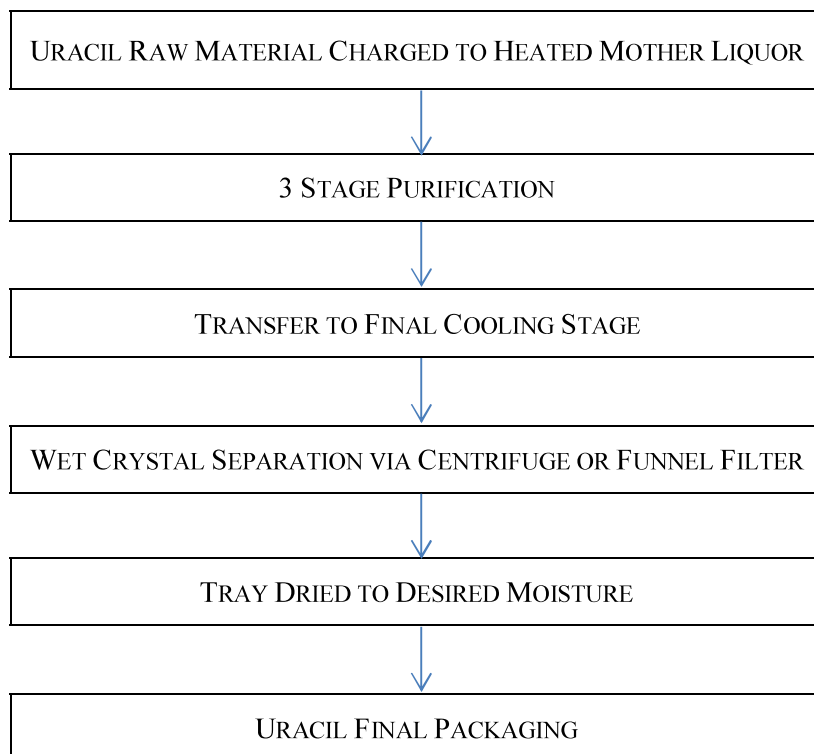 URACIL RAW MATERIAL CHARGED TO HEATED MOTHER LIQUOR
3 STAGE PURIFICATION
TRANSFER TO FINAL COOLING STAGE
WET CRYSTAL SEPARATION VIA CENTRIFUGE OR FUNNEL FILTER
TRAY DRIED TO DESIRED MOISTURE
URACIL FINAL PACKAGING